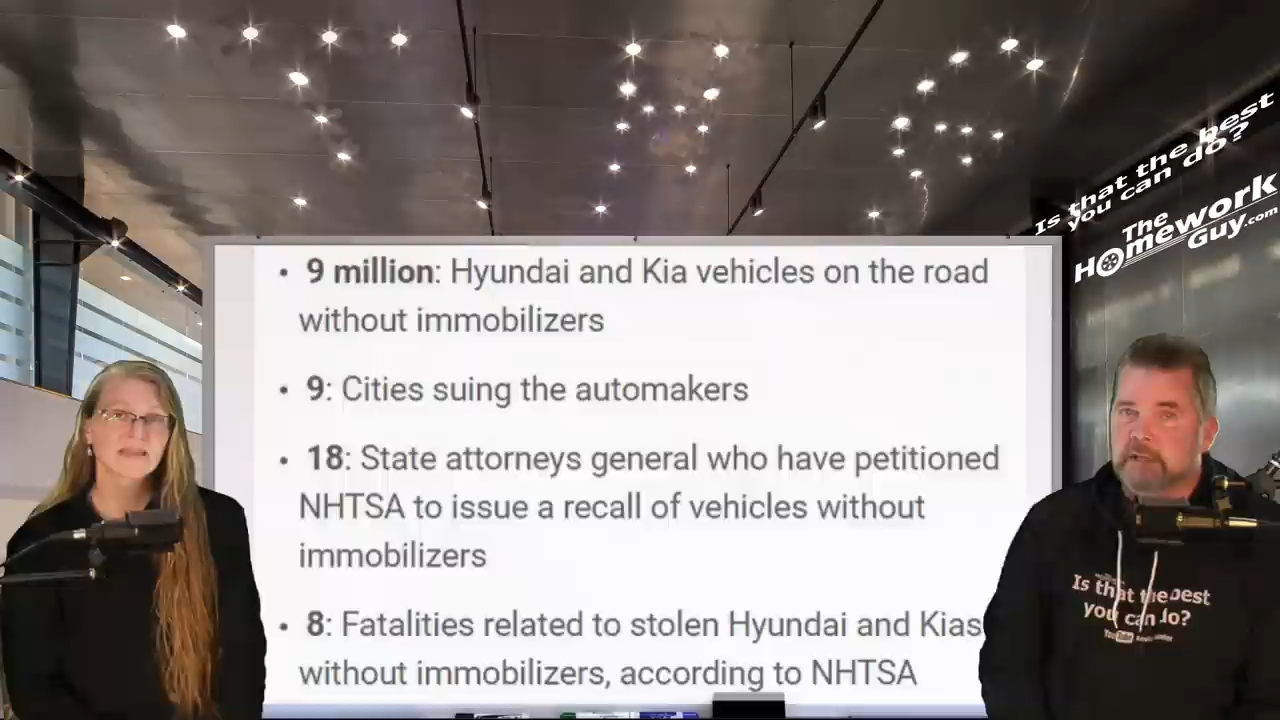 Is that the best
you can do?
The
Homework
Guy.com
• 9 million: Hyundai and Kia vehicles on the road
without immobilizers
• 9: Cities suing the automakers
• 18: State attorneys general who have petitioned
NHTSA to issue a recall of vehicles without
immobilizers
• 8: Fatalities related to stolen Hyundai and Kias
without immobilizers, according to NHTSA
Is that the best
you can do?
YouTube